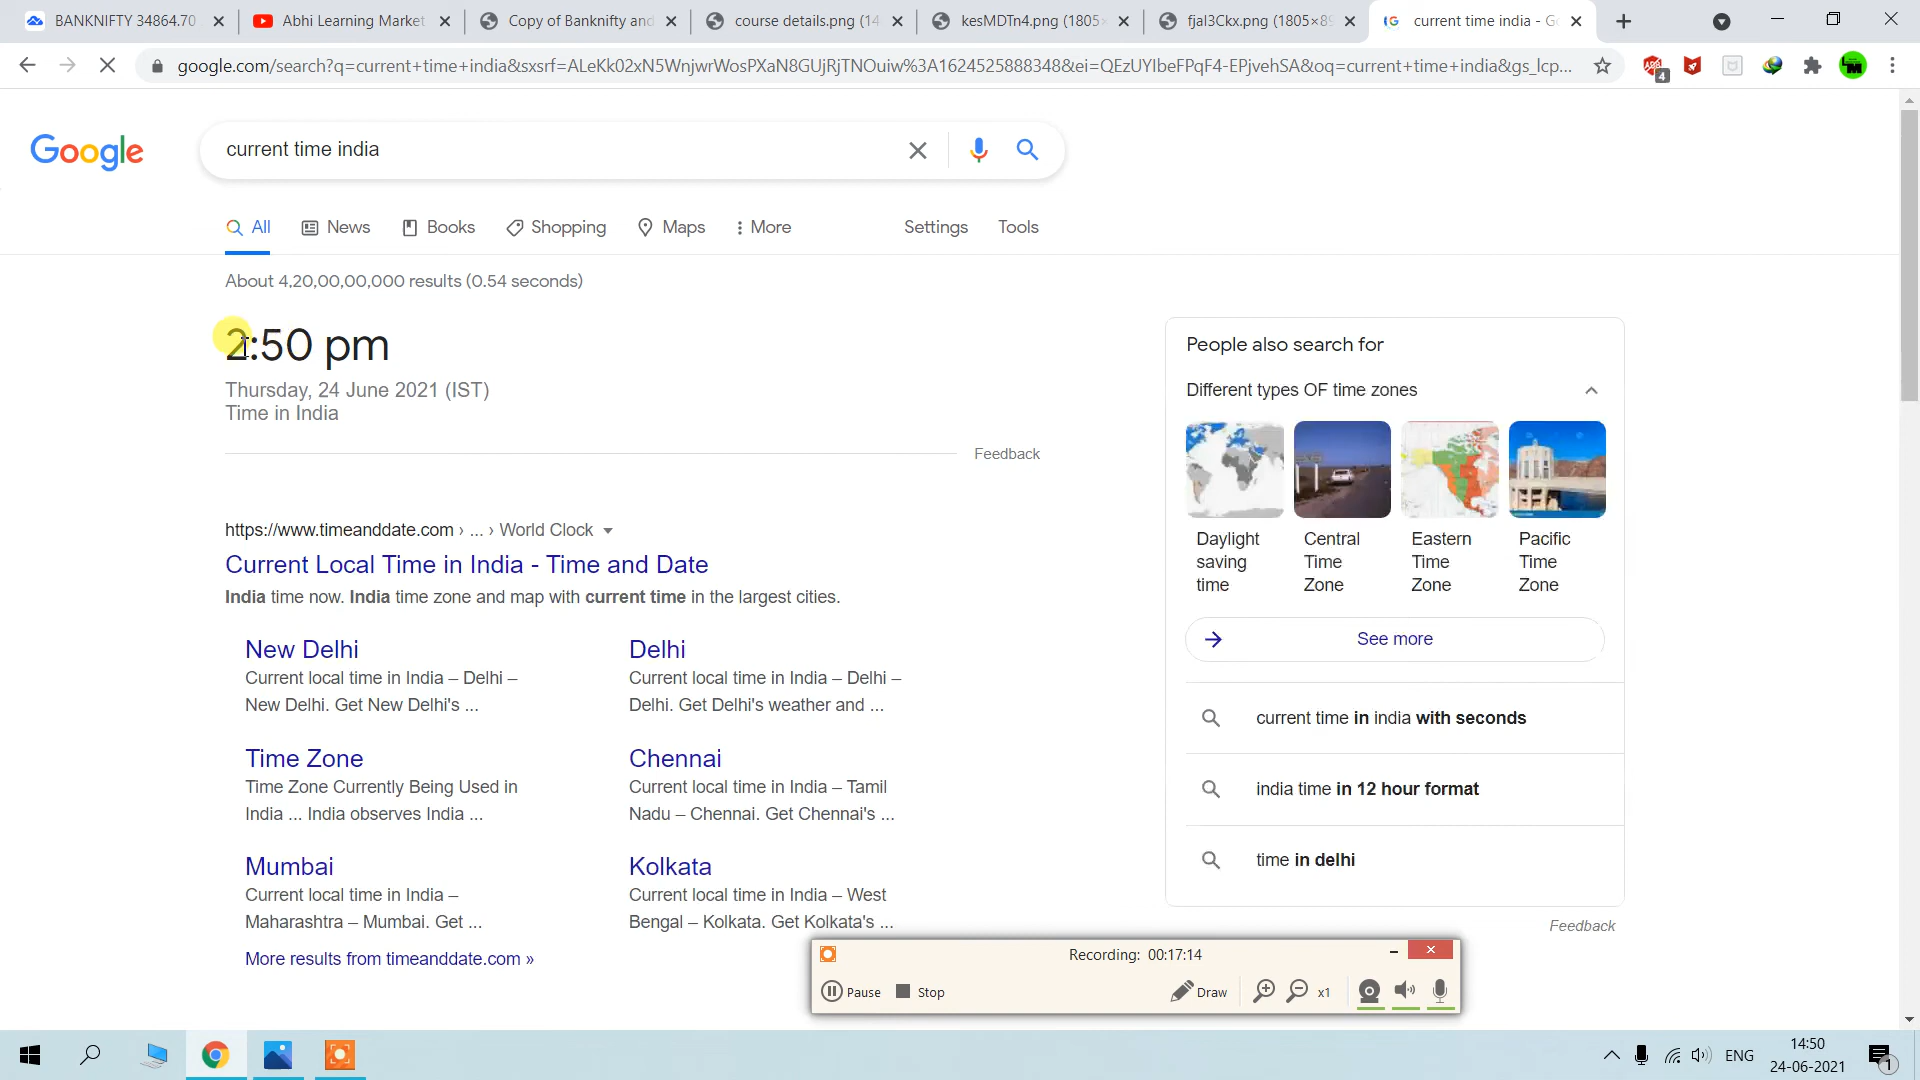 BANKNIFTY 34864.70
Abhi Learning Market
Copy of Banknifty and
course details.png (14
kesMDTn4.png (1805×
fjal3Ckx.png (1805×89
current time india - Go
google.com/search?q=current+time+india&sxsrf=ALeKk02xN5WnjwrWosPXaN8GUjRjTNOuiw%3A1624525888348&ei=QEzUYIbeFPqF4-EPjvehSA&oq=current+time+india&gs_lcp...
4
Google
current time india
All
News
Books
Shopping
Maps
More
Settings
Tools
About 4,20,00,00,000 results (0.54 seconds)
2:50 pm
Thursday, 24 June 2021 (IST)
Time in India
Feedback
https://www.timeanddate.com › ... › World Clock
Current Local Time in India - Time and Date
India time now. India time zone and map with current time in the largest cities.
New Delhi
Current local time in India – Delhi –
New Delhi. Get New Delhi's ...
Delhi
Current local time in India – Delhi –
Delhi. Get Delhi's weather and ...
Time Zone
Time Zone Currently Being Used in
India ... India observes India ...
Chennai
Current local time in India – Tamil
Nadu – Chennai. Get Chennai's ...
Mumbai
Current local time in India –
Maharashtra – Mumbai. Get ...
Kolkata
Current local time in India – West
Bengal – Kolkata. Get Kolkata's ...
More results from timeanddate.com »
People also search for
Different types OF time zones
Daylight
saving
time
Central
Time
Zone
Eastern
Time
Zone
Pacific
Time
Zone
See more
current time in india with seconds
india time in 12 hour format
time in delhi
Feedback
Recording: 00:17:14
Pause
Stop
Draw
x1
ENG
14:50
24-06-2021
1